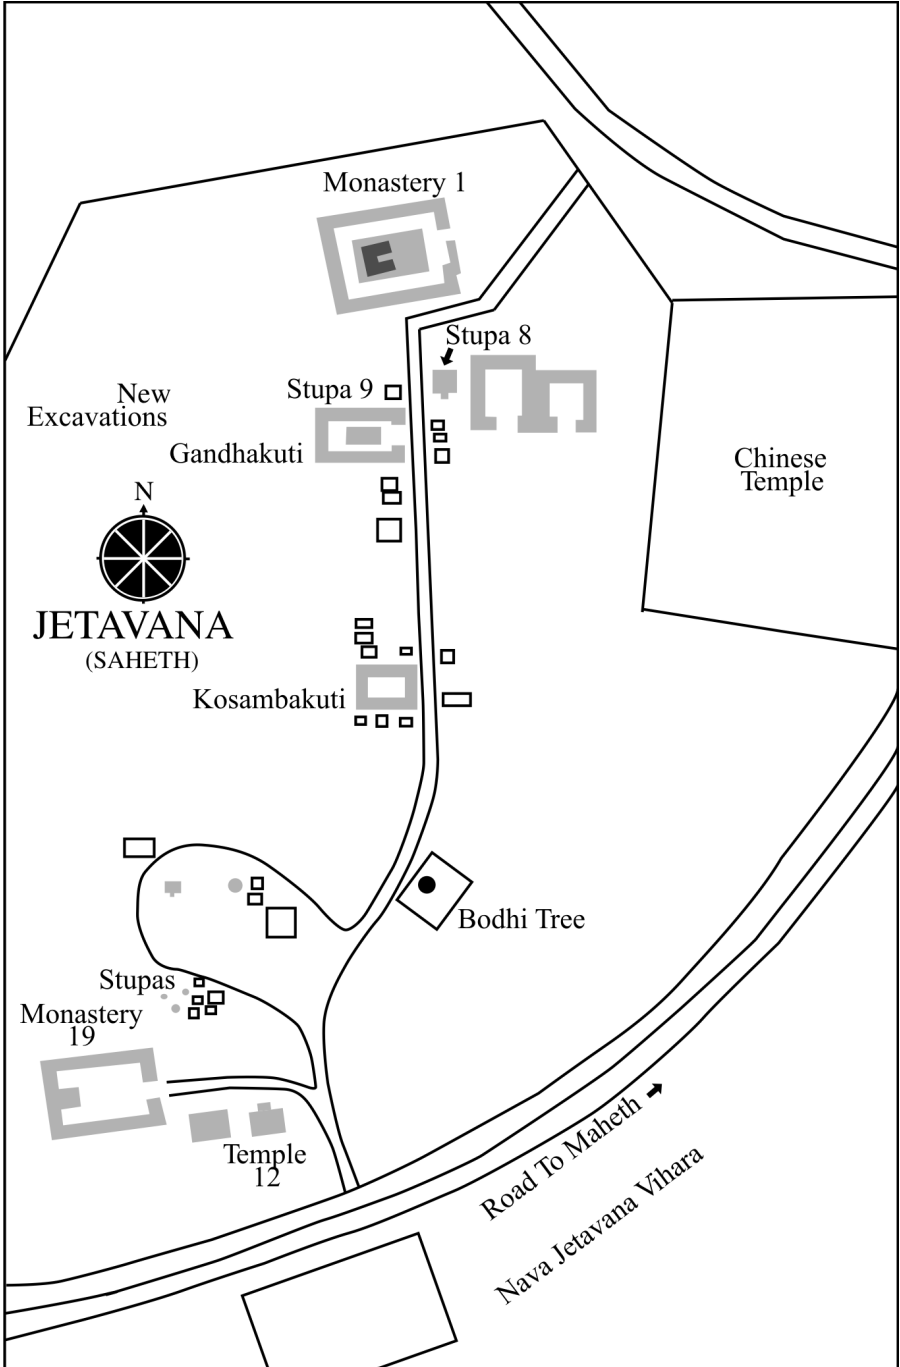 Monastery 1
Stupa 8
Stupa 9
New
Excavations
Gandhakuti
Chinese
Temple
N
JETAVANA
(SAHETH)
Kosambakuti
Bodhi Tree
Stupas
Monastery
19
Temple
12
Road To Maheth
Nava Jetavana Vihara